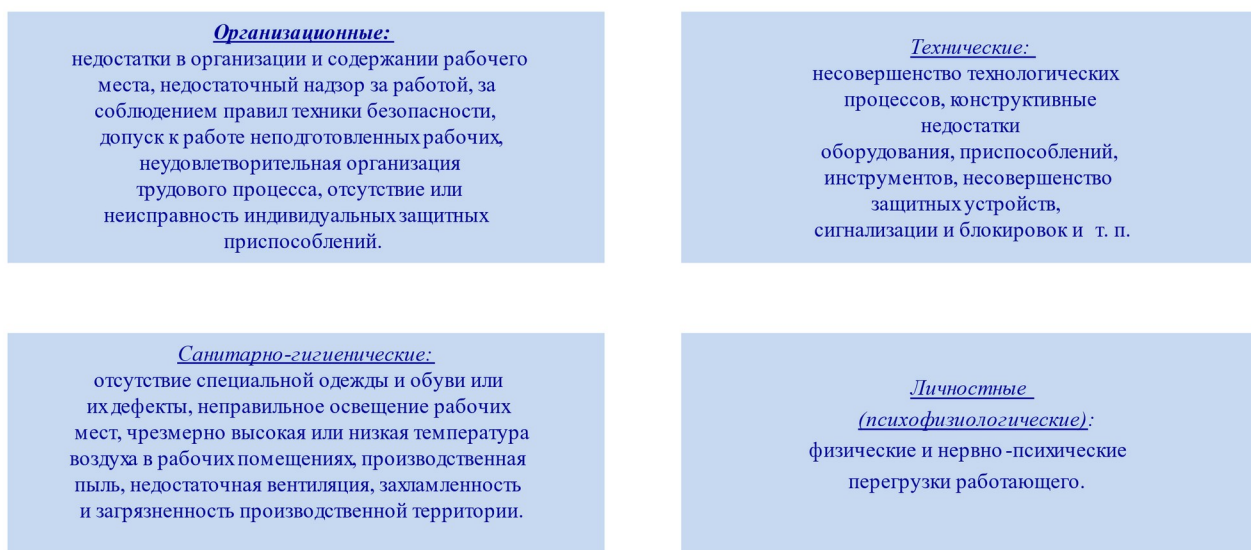 Организационные:
недостатки в организации и содержании рабочего
места, недостаточный надзор за работой, за
соблюдением правил техники безопасности,
допуск к работе неподготовленных рабочих,
неудовлетворительная организация
трудового процесса, отсутствие или
неисправность индивидуальных защитных
приспособлений.
Технические:
несовершенство технологических
процессов, конструктивные
недостатки
оборудования, приспособлений,
инструментов, несовершенство
защитных устройств,
сигнализации и блокировок и т. п.
Санитарно-гигиенические:
отсутствие специальной одежды и обуви или
их дефекты, неправильное освещение рабочих
мест, чрезмерно высокая или низкая температура
воздуха в рабочих помещениях, производственная
пыль, недостаточная вентиляция, захламленность
и загрязненность производственной территории.
Личностные
(психофизиологические):
физические и нервно-психические
перегрузки работающего.